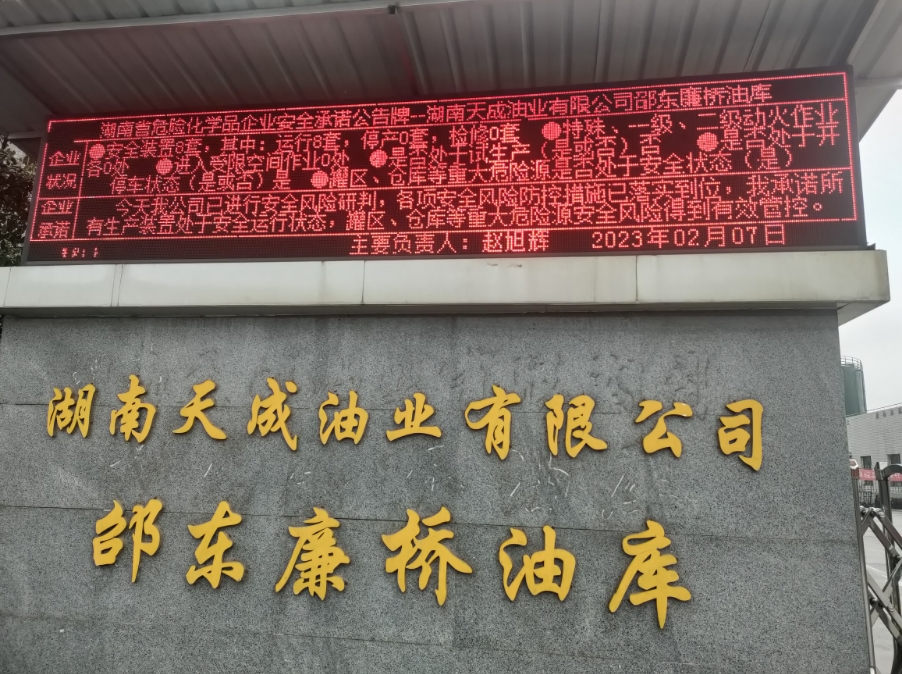 湖南省危险化学品企业安全承诺公告牌-湖南天成油业有限公司邵东廉桥油库
企业状况
安全装置8套，其中：运行8套，停产0套，检修0套 特殊、一级、二级动火作业
各0处 进入受限空间作业0处 是否处于试生产（是或否）否 是否处于开
停车状态（是或否）是 罐区、仓库等重大危险源是否处于安全状态（是）
企业承诺
今天我公司已进行安全风险研判，各项安全风险防控措施已落实到位，我承诺所
有生产装置处于安全运行状态，罐区、仓库等重大危险源安全风险得到有效管控。
主要负责人：赵旭辉 2023年02月07日
湖南天成油业有限公司
邵东廉桥油库